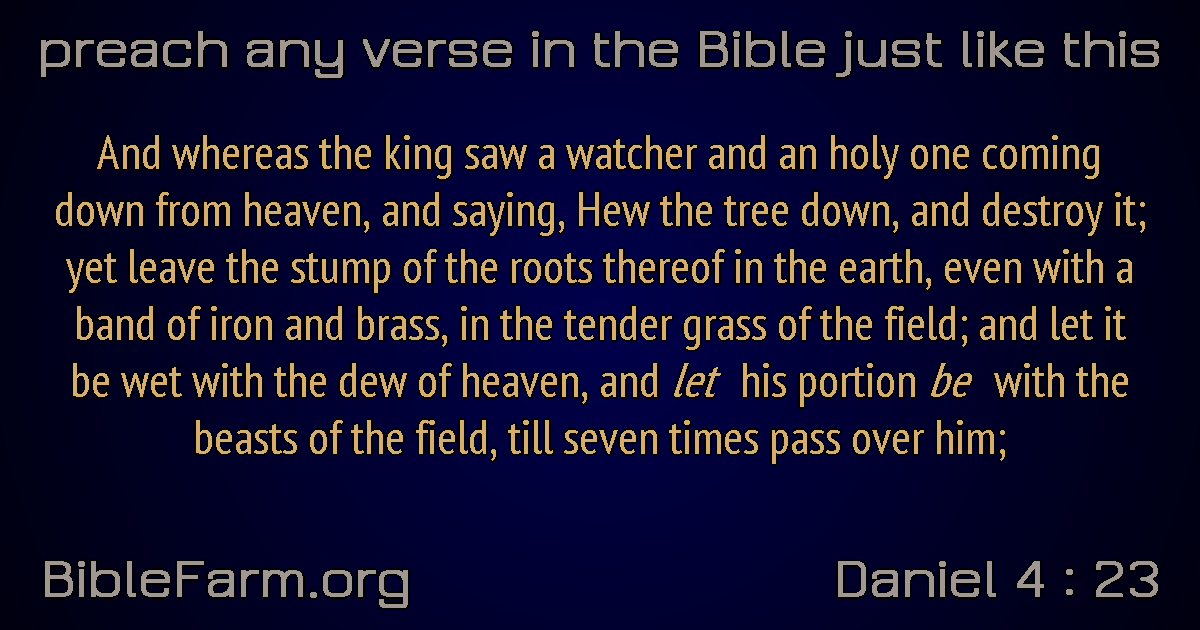 preach any verse in the Bible just like this
And whereas the king saw a watcher and an holy one coming
down from heaven, and saying, Hew the tree down, and destroy it;
yet leave the stump of the roots thereof in the earth, even with a
band of iron and brass, in the tender grass of the field; and let it
be wet with the dew of heaven, and let his portion be with the
beasts of the field, till seven times pass over him;
BibleFarm.org
Daniel 4 : 23